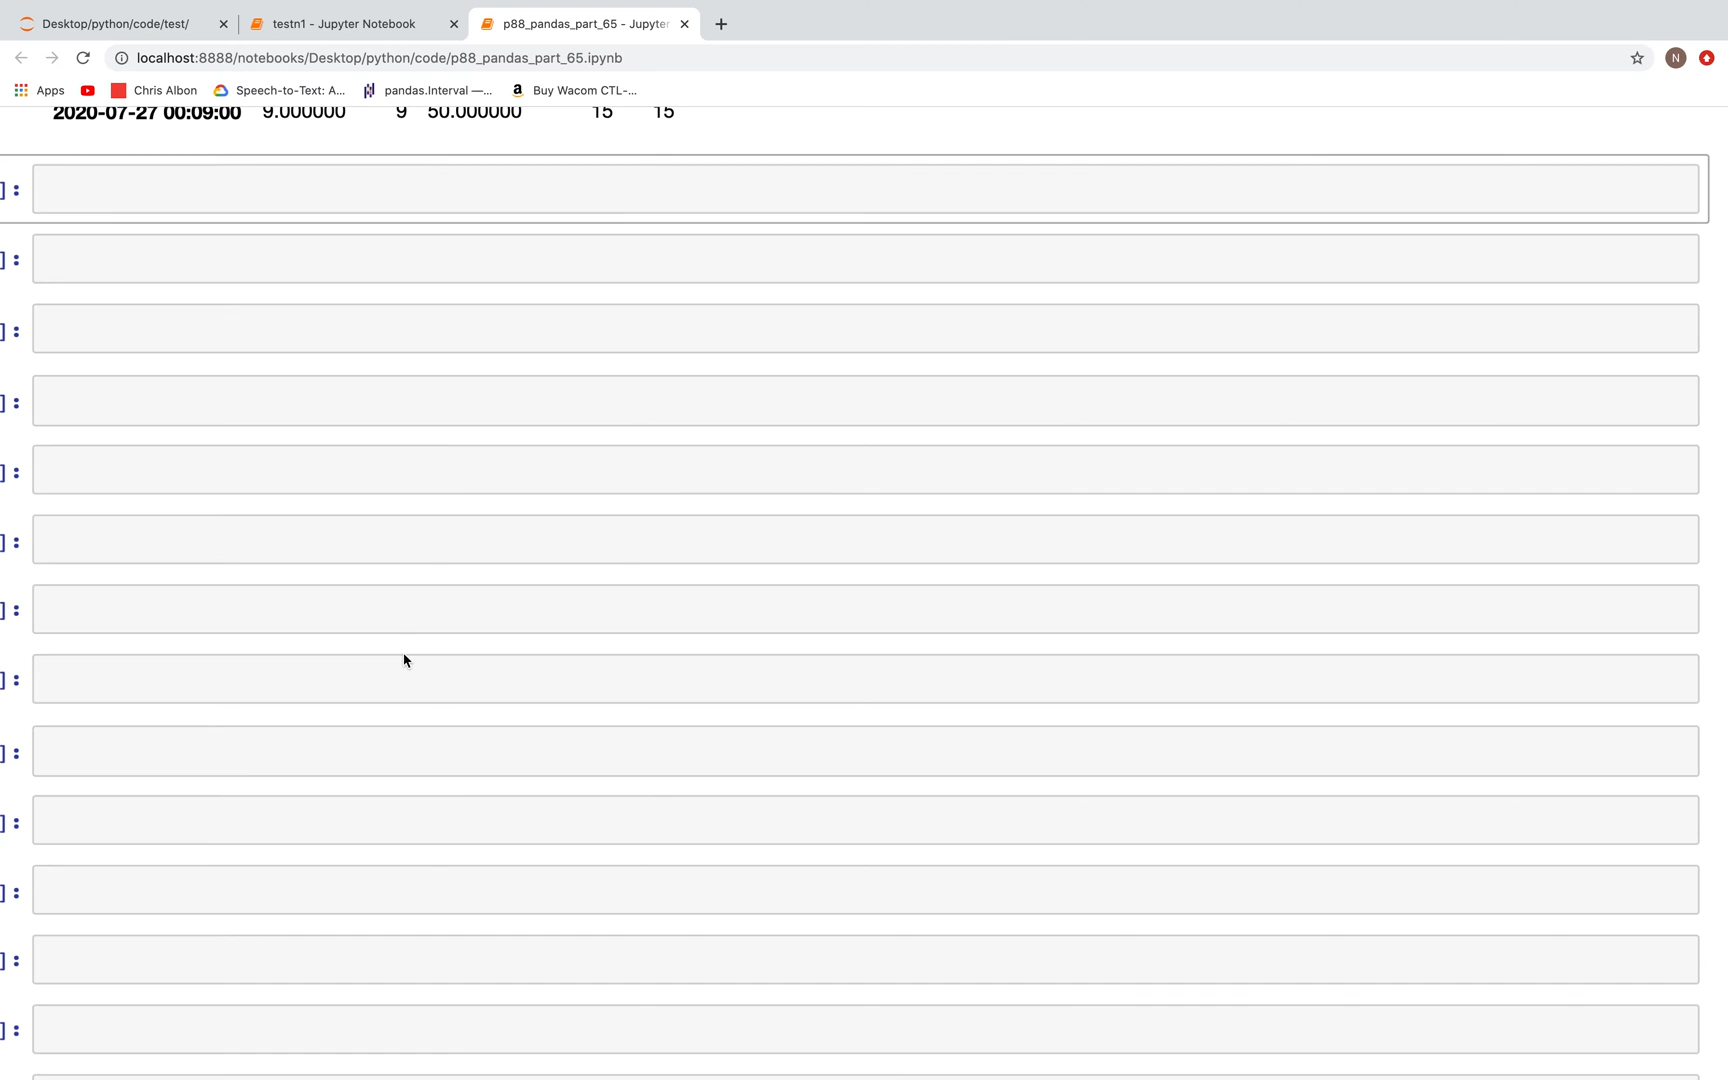 Desktop/python/code/test/
testn1 - Jupyter Notebook
p88_pandas_part_65 - Jupyter
localhost:8888/notebooks/Desktop/python/code/p88_pandas_part_65.ipynb
N
Apps
Chris Albon
Speech-to-Text: A...
pandas.Interval —...
a
Buy Wacom CTL-...
2020-07-27 00:09:00 9.000000 9 50.000000 15 15
]:
]:
]:
]:
]:
]:
]:
]:
]:
]:
]:
]:
]: